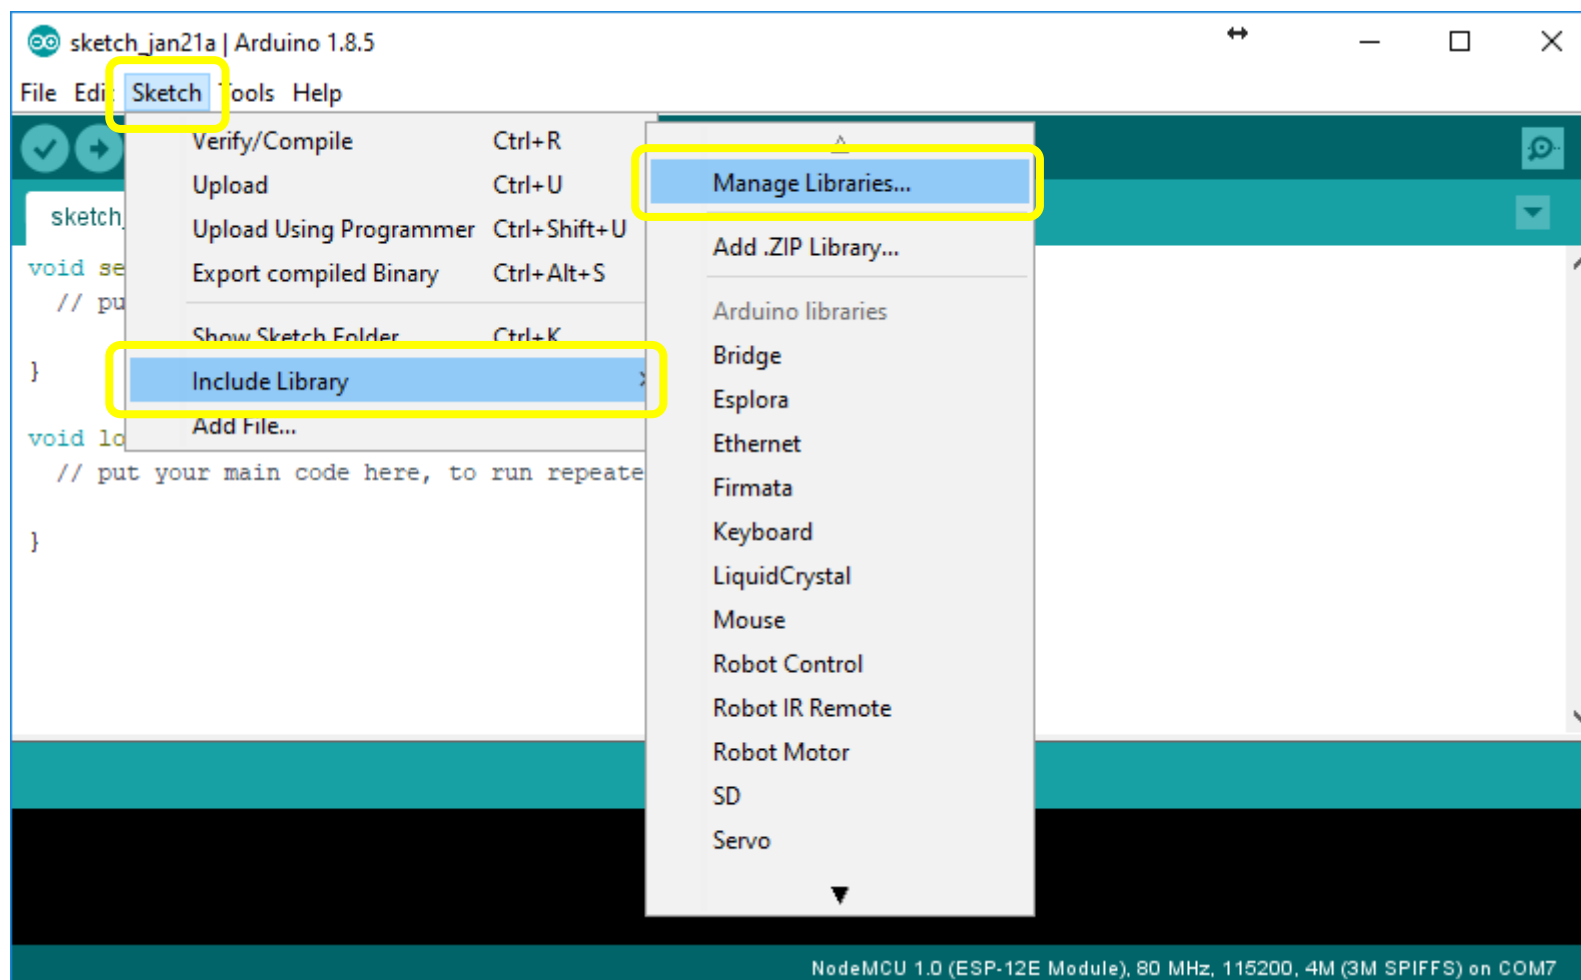 sketch_jan21a | Arduino 1.8.5
File Edit Sketch Tools Help
Verify/Compile Ctrl+R
Upload Ctrl+U
Upload Using Programmer Ctrl+Shift+U
Export compiled Binary Ctrl+Alt+S
Show Sketch Folder Ctrl+K
Include Library
Add File...
Manage Libraries...
Add .ZIP Library...
Arduino libraries
Bridge
Esplora
Ethernet
Firmata
Keyboard
LiquidCrystal
Mouse
Robot Control
Robot IR Remote
Robot Motor
SD
Servo
sketch_
void se
// pu
}
void lo
// put your main code here, to run repeate
}
NodeMCU 1.0 (ESP-12E Module), 80 MHz, 115200, 4M (3M SPIFFS) on COM7